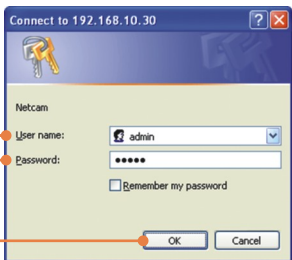 Connect to 192.168.10.30
Netcam
User name: admin
Password: •••••
Remember my password
OK Cancel